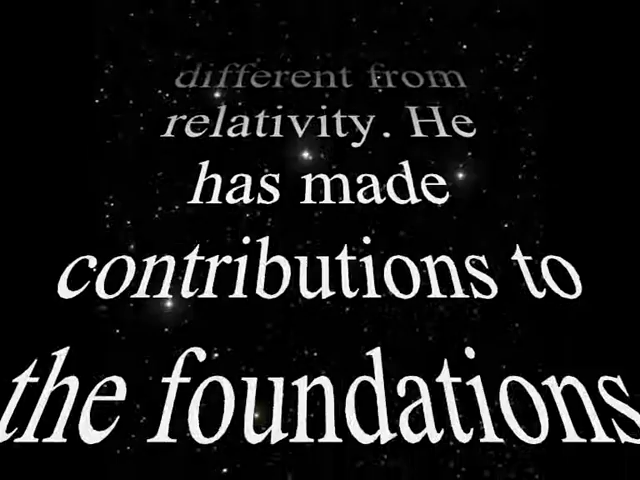 different from
relativity. He
has made
contributions to
the foundations